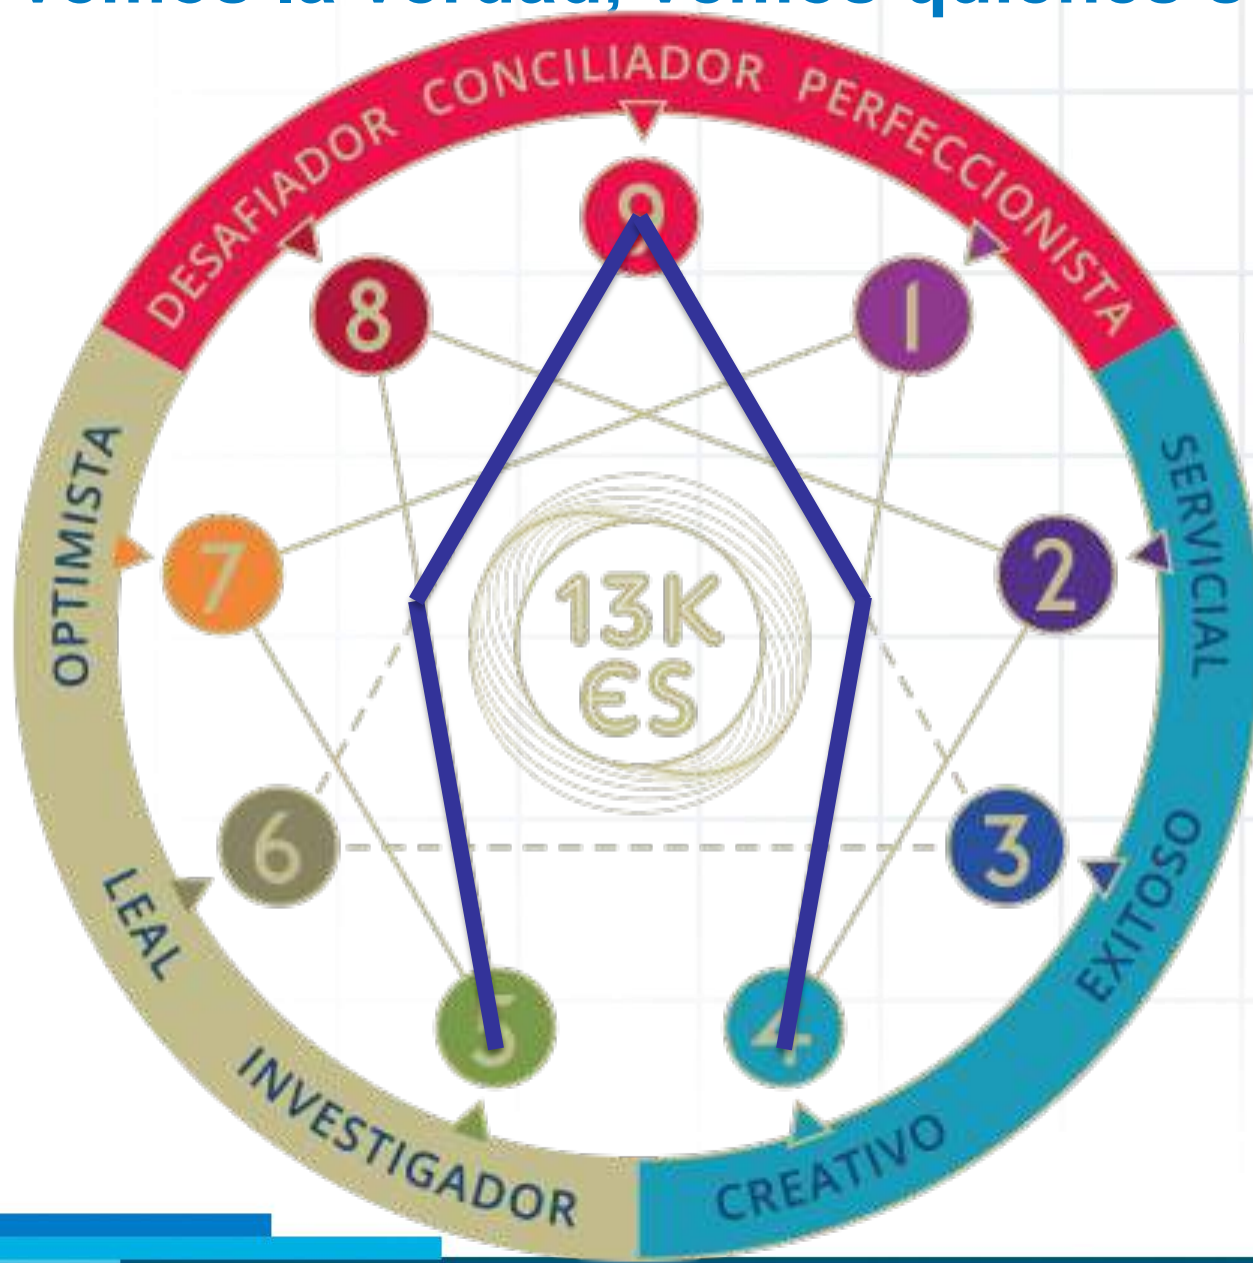 DESAFIADOR CONCILIADOR PERFECCIONISTA
9
8
1
OPTIMISTA
SERVICIAL
7
2
13K
ЄS
6
3
LEAL
EXITOSO
5
4
INVESTIGADOR
CREATIVO